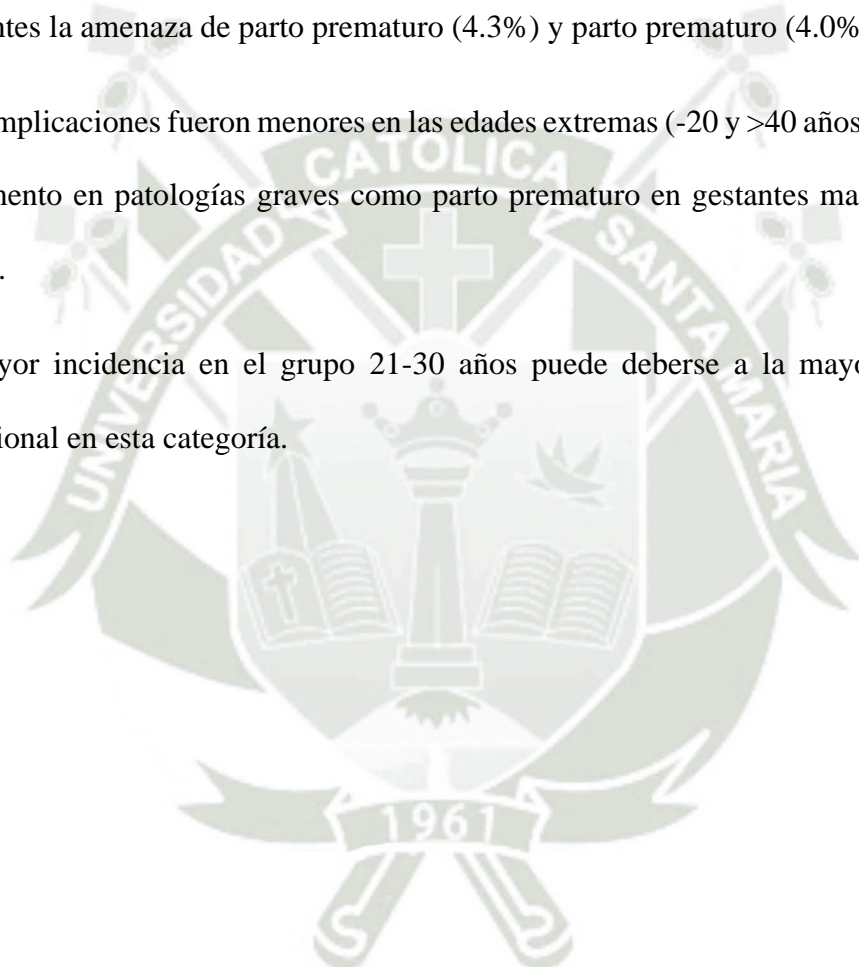 ntes la amenaza de parto prematuro (4.3%) y parto prematuro (4.0%
mplicaciones fueron menores en las edades extremas (-20 y >40 años
mento en patologías graves como parto prematuro en gestantes ma
.
yor incidencia en el grupo 21-30 años puede deberse a la mayo
ional en esta categoría.
UNIVERSIDAD CATOLICA SANTA MARIA
1961